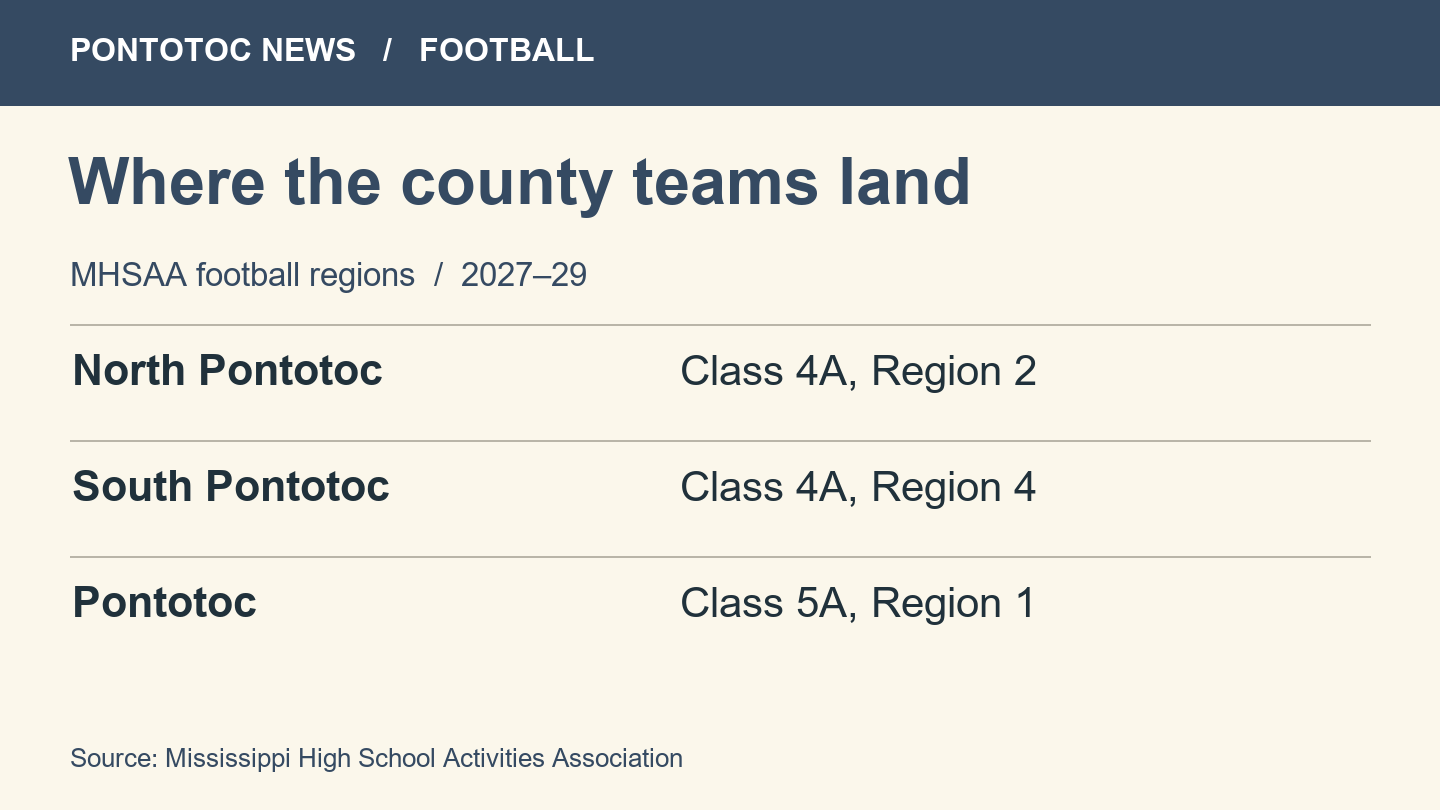 PONTOTOC NEWS / FOOTBALL
Where the county teams land
MHSAA football regions / 2027–29
North Pontotoc Class 4A, Region 2
South Pontotoc Class 4A, Region 4
Pontotoc Class 5A, Region 1
Source: Mississippi High School Activities Association